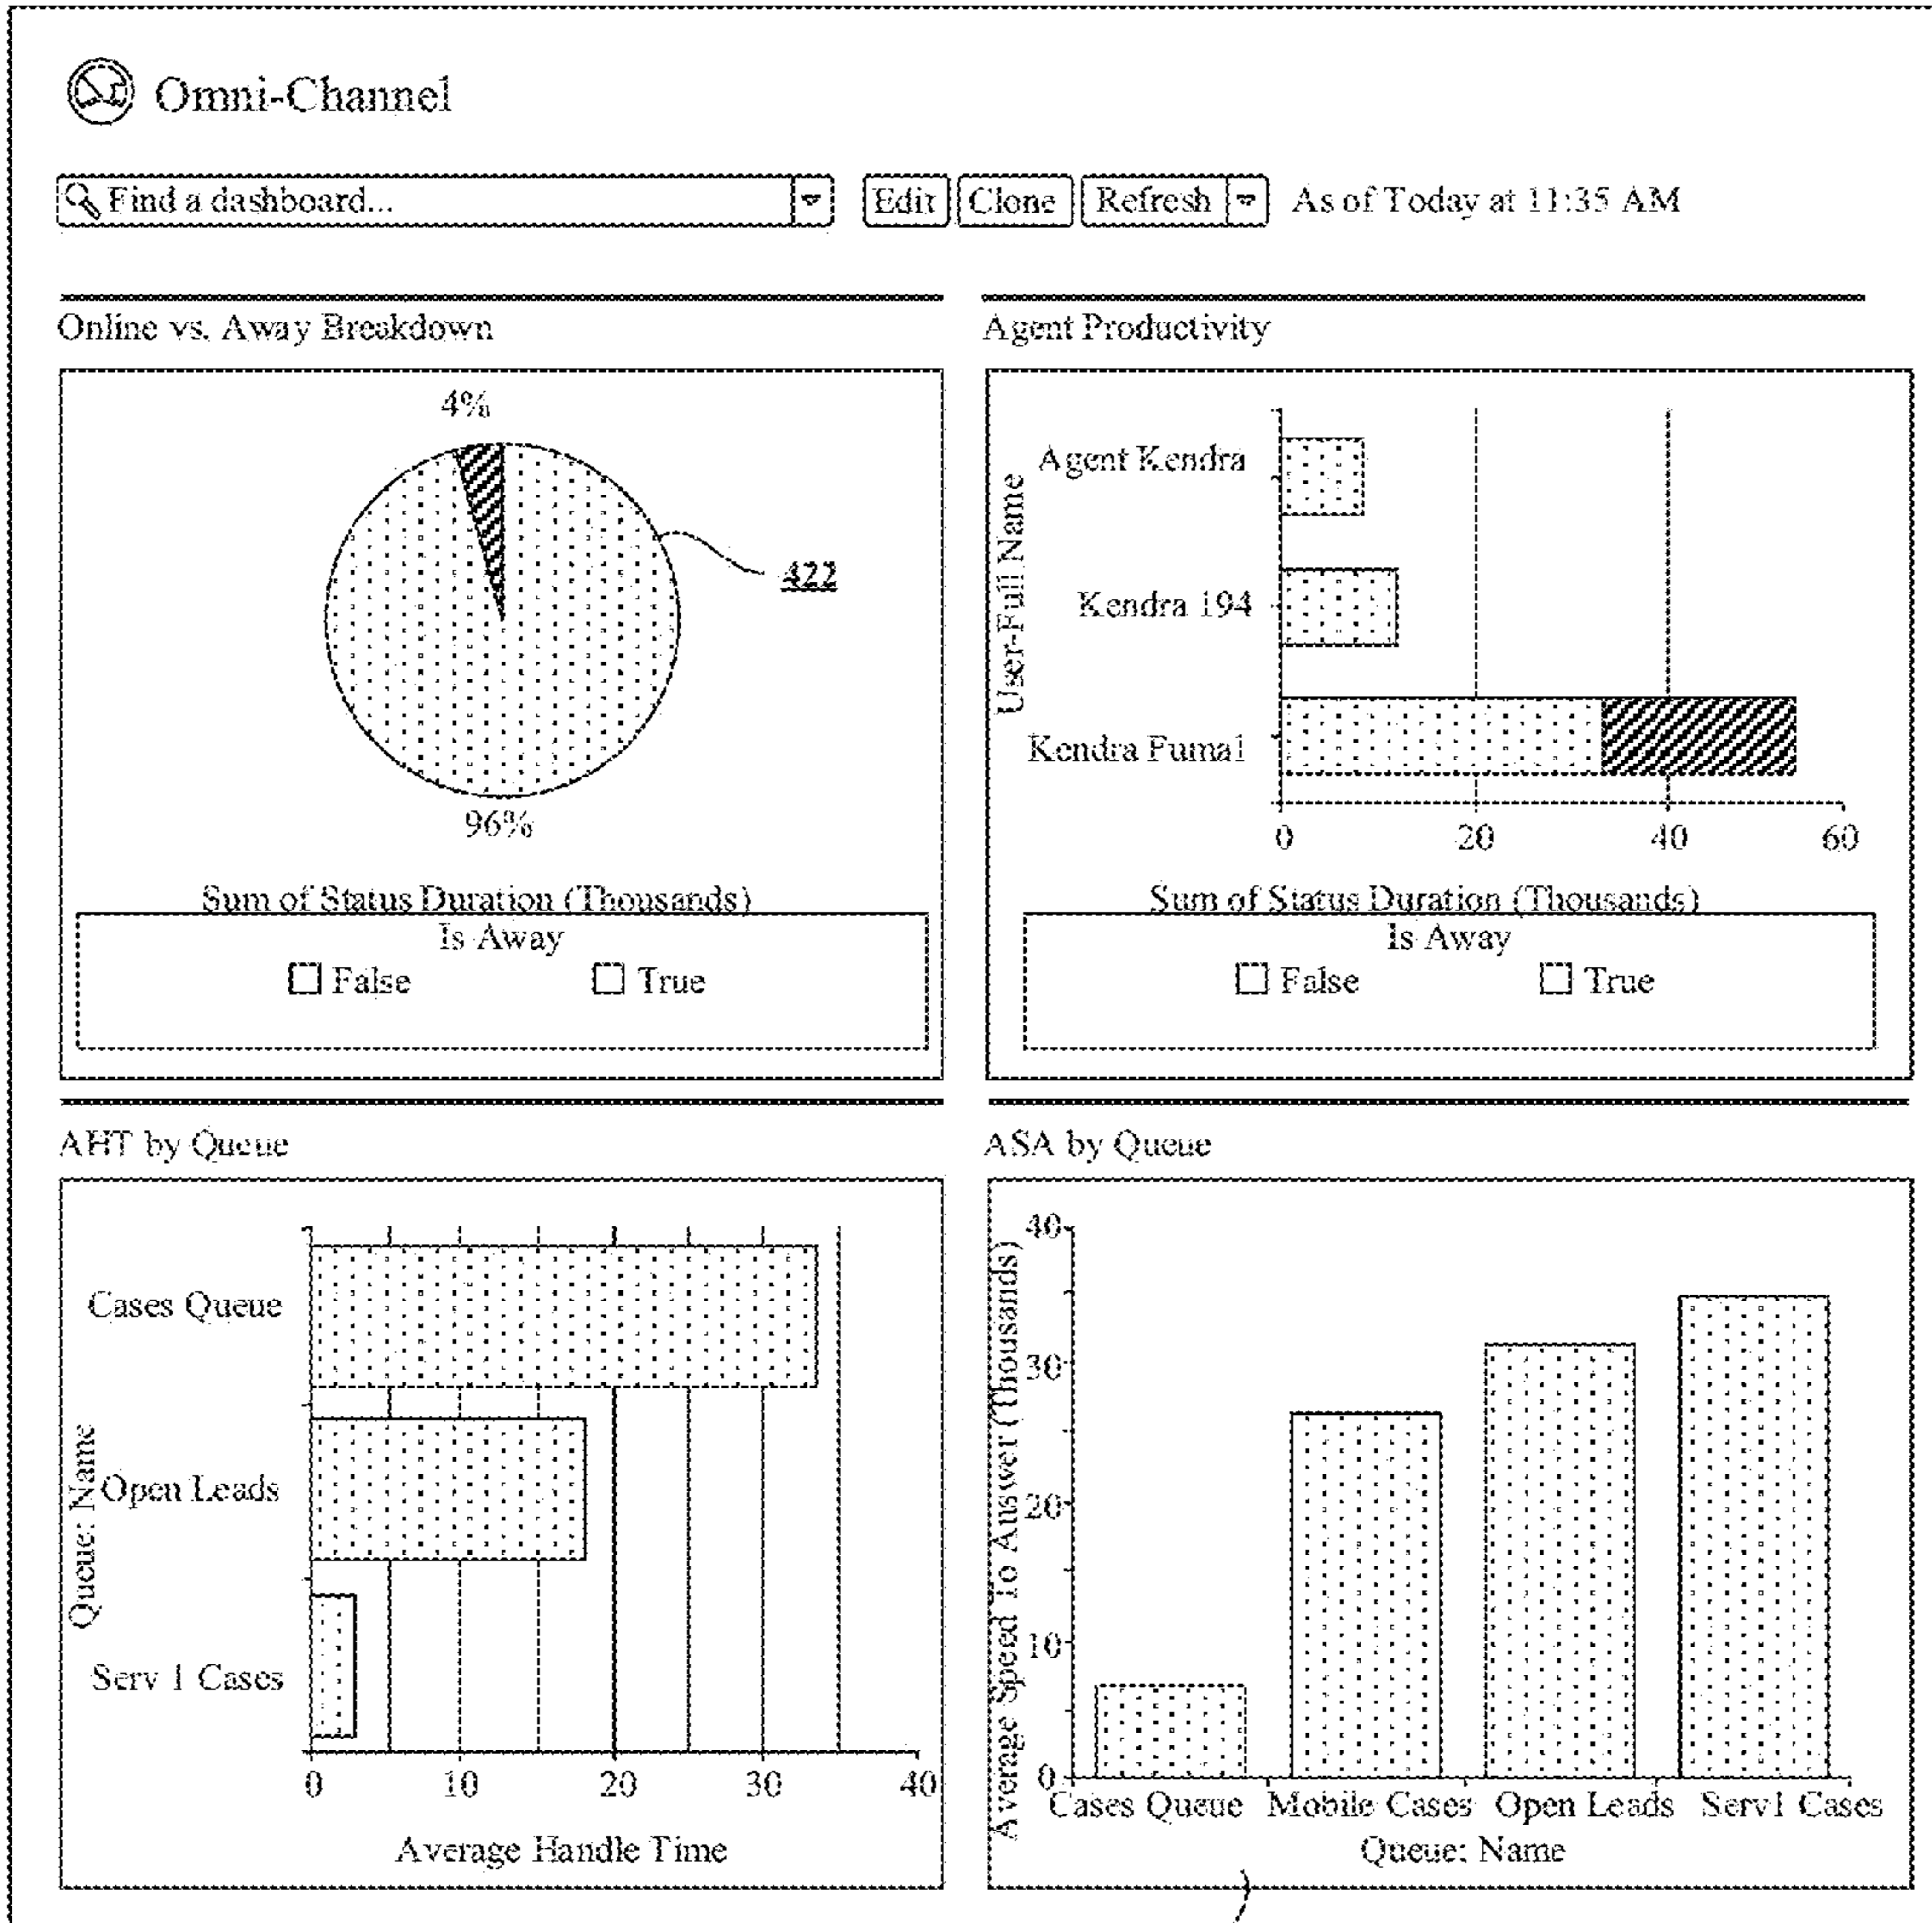 Omni-Channel
Find a dashboard...
Edit
Clone
Refresh
As of Today at 11:35 AM
Online vs. Away Breakdown
4%
422
96%
Sum of Status Duration (Thousands)
Is Away
False
True
Agent Productivity
User-Full Name
Agent Kendra
Kendra 194
Kendra Puma1
0
20
40
60
Sum of Status Duration (Thousands)
Is Away
False
True
AHT by Queue
Queue: Name
Cases Queue
Open Leads
Serv 1 Cases
0
10
20
30
40
Average Handle Time
ASA by Queue
Average Speed To Answer (Thousands)
40
30
20
10
0
Cases Queue
Mobile Cases
Open Leads
Serv1 Cases
Queue: Name